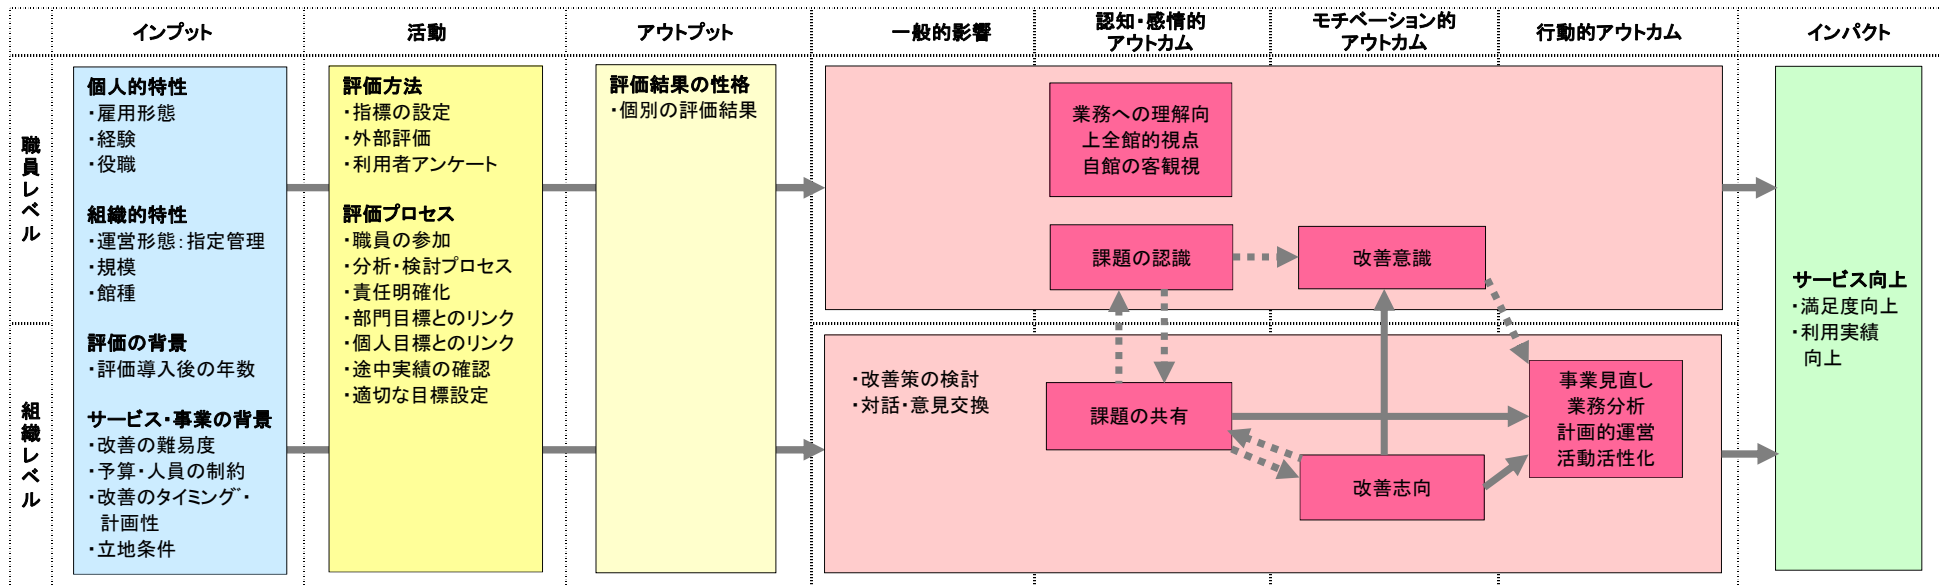 インプット
活動
アウトプット
一般的影響
認知・感情的
アウトカム
モチベーション的
アウトカム
行動的アウトカム
インパクト
職員レベル
組織レベル
個人的特性
・雇用形態
・経験
・役職
組織的特性
・運営形態：指定管理
・規模
・館種
評価の背景
・評価導入後の年数
サービス・事業の背景
・改善の難易度
・予算・人員の制約
・改善のタイミング・
計画性
・立地条件
評価方法
・指標の設定
・外部評価
・利用者アンケート
評価プロセス
・職員の参加
・分析・検討プロセス
・責任明確化
・部門目標とのリンク
・個人目標とのリンク
・途中実績の確認
・適切な目標設定
評価結果の性格
・個別の評価結果
業務への理解向
上全館的視点
自館の客観視
課題の認識
改善意識
・改善策の検討
・対話・意見交換
課題の共有
改善志向
事業見直し
業務分析
計画的運営
活動活性化
サービス向上
・満足度向上
・利用実績
向上